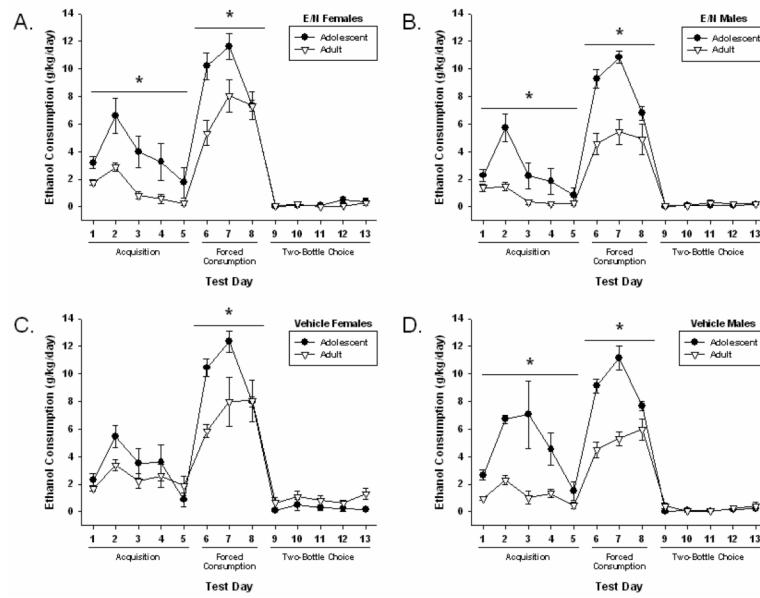 A.
E/N Females
*
*
Adolescent
Adult
Ethanol Consumption (g/kg/day)
14
12
10
8
6
4
2
0
1 2 3 4 5 6 7 8 9 10 11 12 13
Acquisition Forced Consumption Two-Bottle Choice
Test Day
B.
E/N Males
*
*
Adolescent
Adult
Ethanol Consumption (g/kg/day)
14
12
10
8
6
4
2
0
1 2 3 4 5 6 7 8 9 10 11 12 13
Acquisition Forced Consumption Two-Bottle Choice
Test Day
C.
Vehicle Females
*
Adolescent
Adult
Ethanol Consumption (g/kg/day)
14
12
10
8
6
4
2
0
1 2 3 4 5 6 7 8 9 10 11 12 13
Acquisition Forced Consumption Two-Bottle Choice
Test Day
D.
Vehicle Males
*
*
Adolescent
Adult
Ethanol Consumption (g/kg/day)
14
12
10
8
6
4
2
0
1 2 3 4 5 6 7 8 9 10 11 12 13
Acquisition Forced Consumption Two-Bottle Choice
Test Day